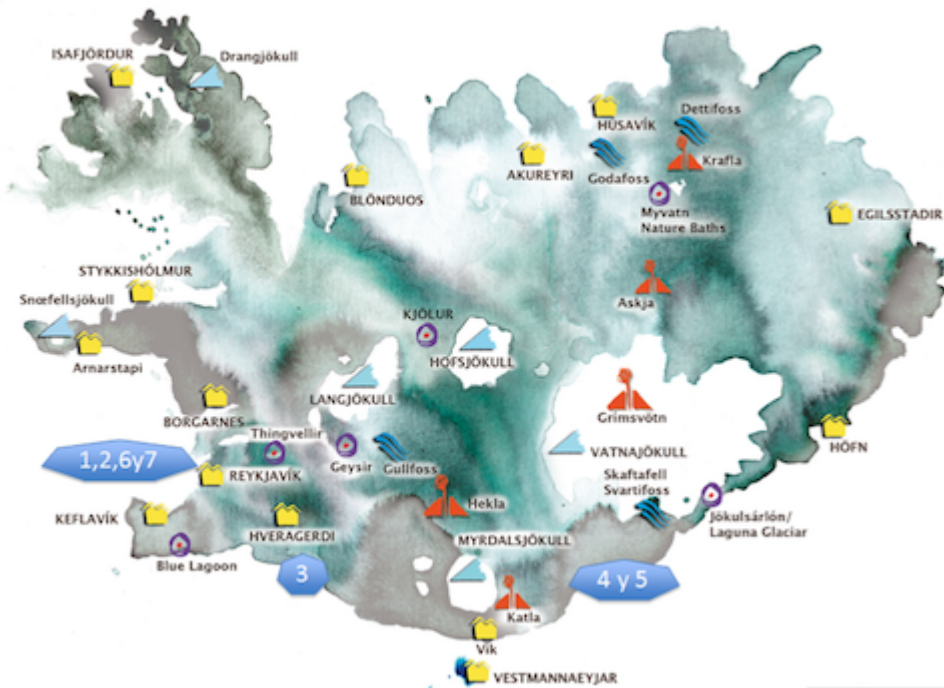 ISAFJÖRDUR
Drangjökull
HÚSAVÍK
Dettifoss
AKUREYRI
Godafoss
Krafla
BLÖNDUOS
Myvatn
Nature Baths
EGILSSTADIR
STYKKISHÓLMUR
Snœfellsjökull
Askja
KJÖLUR
Arnarstapi
HOFSJÖKULL
LANGJÖKULL
BORGARNES
Grimsvötn
HÖFN
Thingvellir
1,2,6y7
REYKJAVÍK
Geysir
Gullfoss
VATNAJÖKULL
Skaftafell
Svartifoss
Hekla
KEFLAVÍK
HVERAGERDI
MYRDALSJÖKULL
Jökulsárlón/
Laguna Glaciar
Blue Lagoon
3
4 y 5
Katla
Vik
VESTMANNAEYJAR